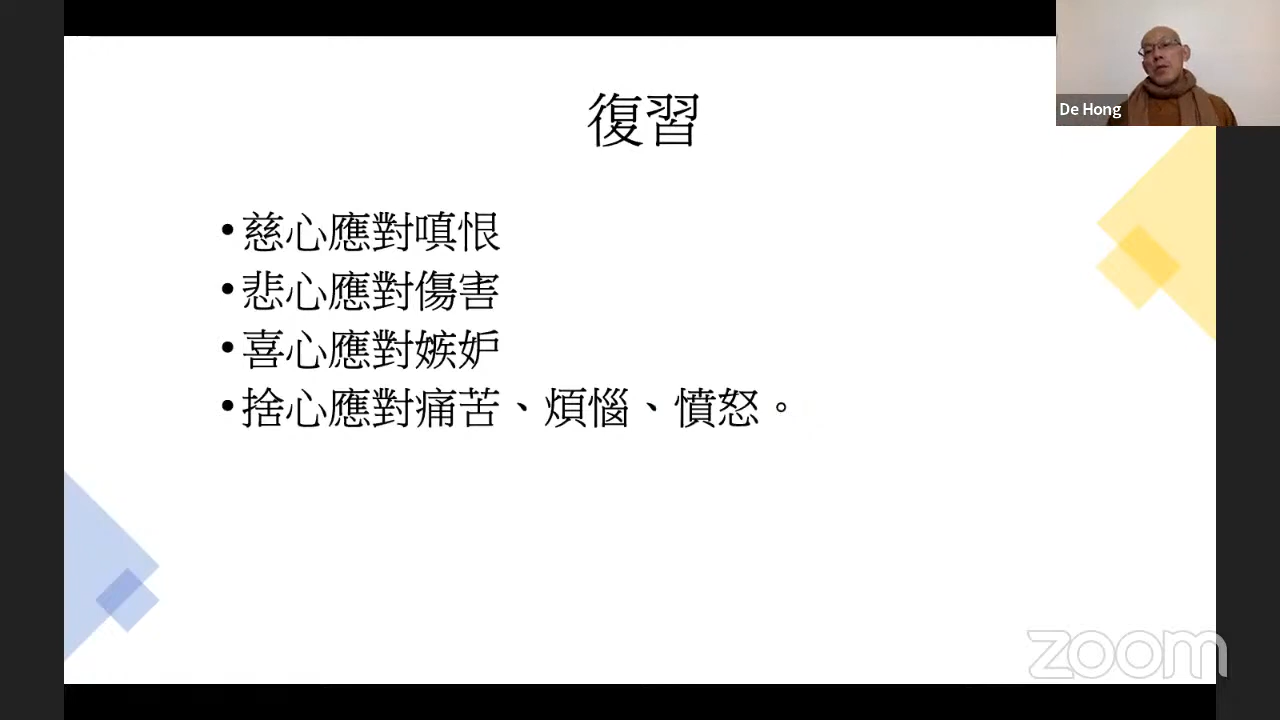 復習
•慈心應對嗔恨
•悲心應對傷害
•喜心應對嫉妒
•捨心應對痛苦、煩惱、憤怒。
De Hong
zoom